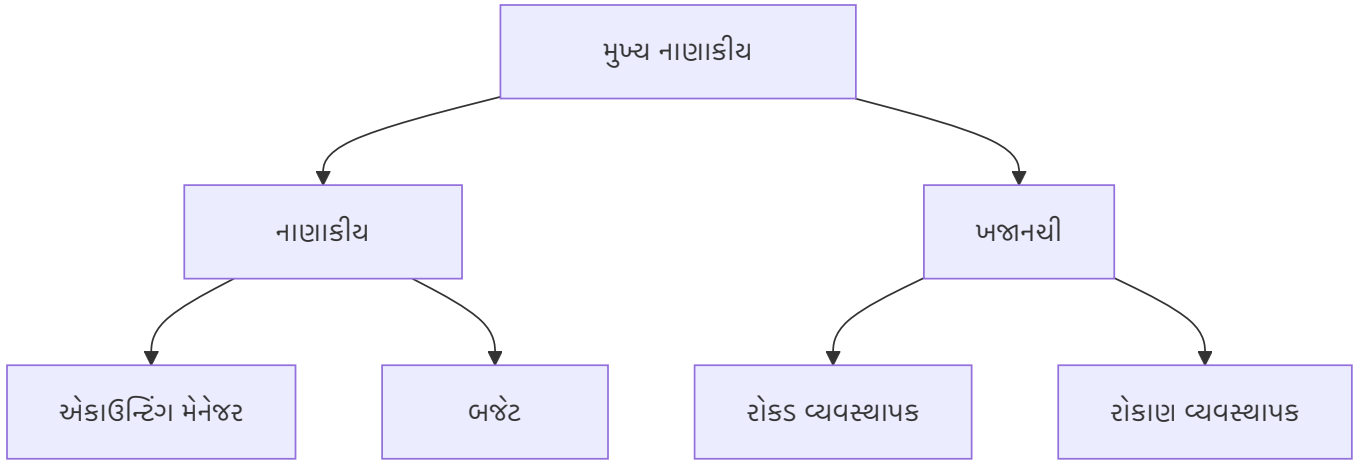 મુખ્ય નાણાકીય
નાણાકીય
ખજાનચી
એકાઉન્ટિંગ મેનેજર
બજેટ
રોકડ વ્યવસ્થાપક
રોકાણ વ્યવસ્થાપક